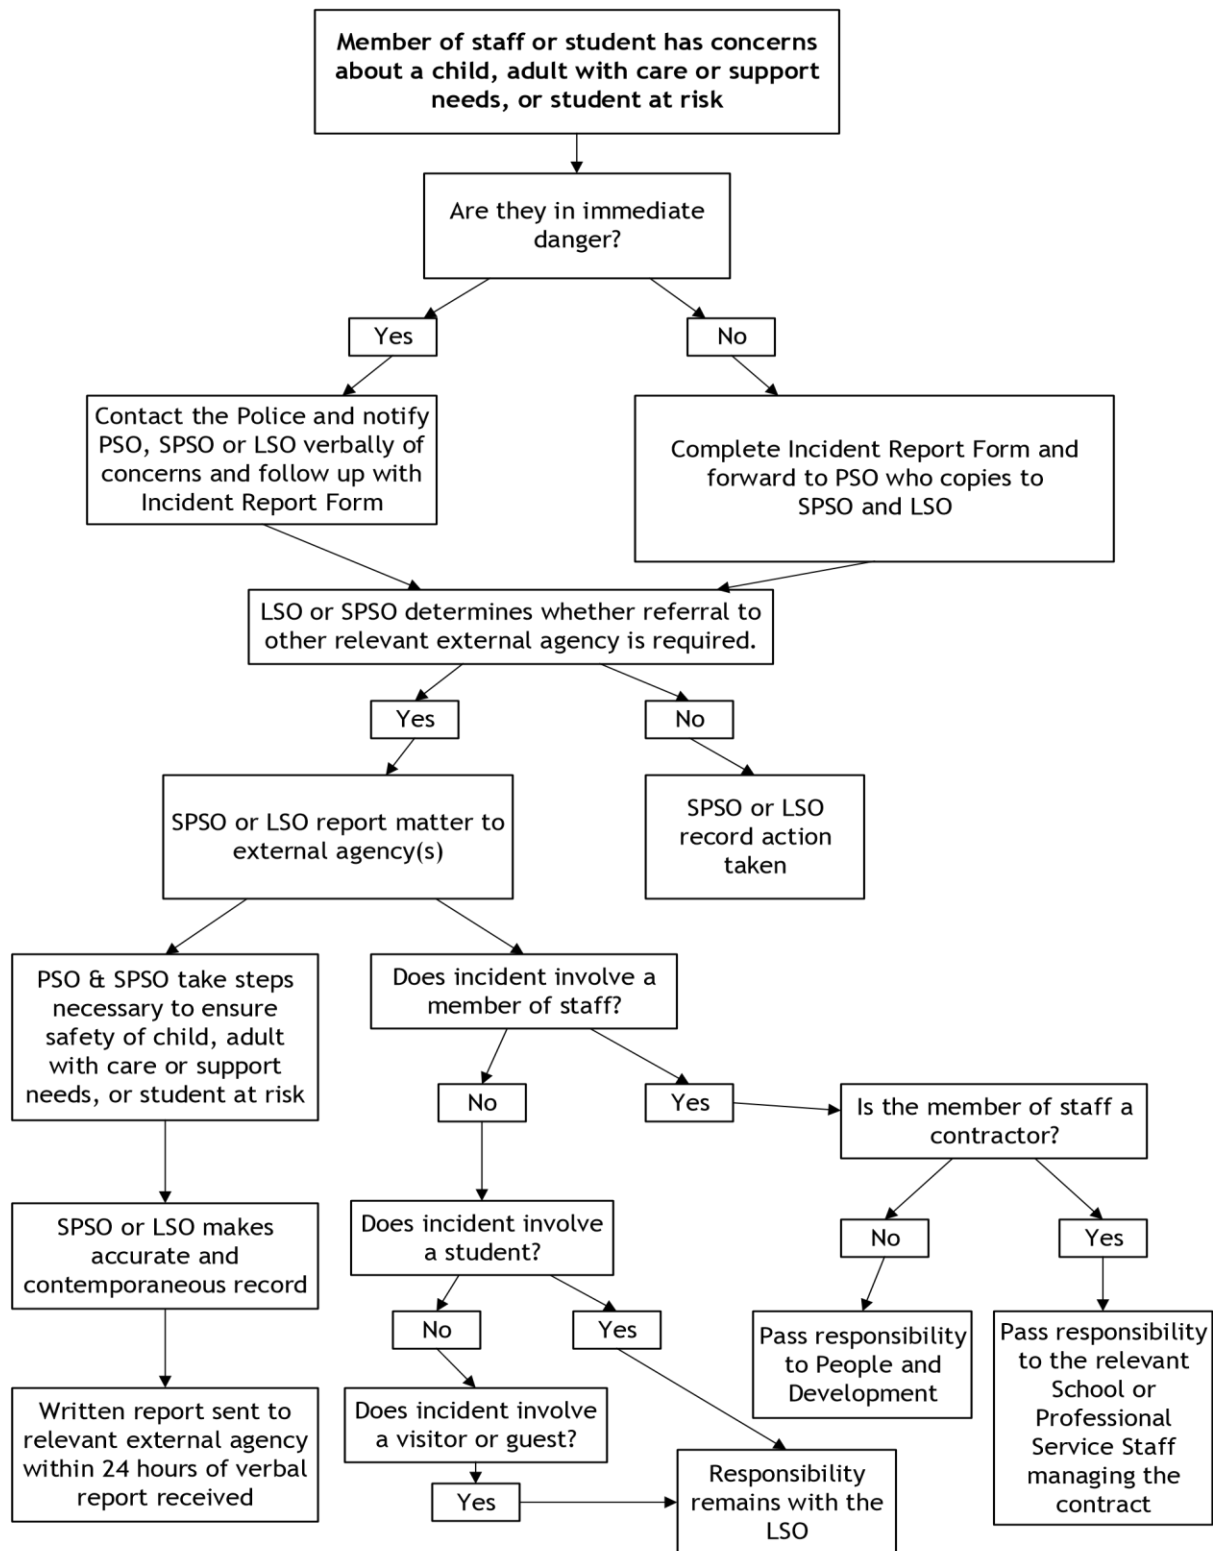 Member of staff or student has concerns
about a child, adult with care or support
needs, or student at risk
Are they in immediate
danger?
Yes
No
Contact the Police and notify
PSO, SPSO or LSO verbally of
concerns and follow up with
Incident Report Form
Complete Incident Report Form and
forward to PSO who copies to
SPSO and LSO
LSO or SPSO determines whether referral to
other relevant external agency is required.
Yes
No
SPSO or LSO report matter to
external agency(s)
SPSO or LSO
record action
taken
PSO & SPSO take steps
necessary to ensure
safety of child, adult
with care or support
needs, or student at risk
Does incident involve a
member of staff?
No
Yes
Is the member of staff a
contractor?
SPSO or LSO makes
accurate and
contemporaneous record
Does incident involve
a student?
No
Yes
No
Yes
Written report sent to
relevant external agency
within 24 hours of verbal
report received
Does incident involve
a visitor or guest?
Yes
Responsibility
remains with the
LSO
Pass responsibility
to People and
Development
Pass responsibility
to the relevant
School or
Professional
Service Staff
managing the
contract